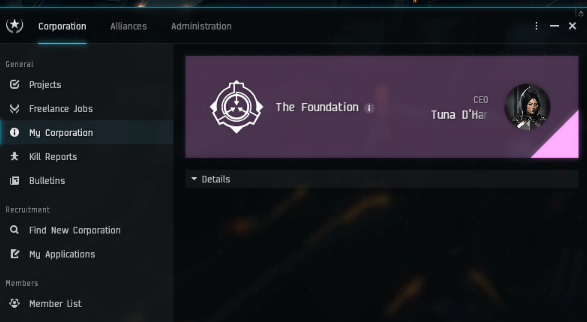 Corporation
Alliances
Administration
General
Projects
Freelance Jobs
My Corporation
Kill Reports
Bulletins
Recruitment
Find New Corporation
My Applications
Members
Member List
The Foundation
CEO
Tuna D'Har
Details